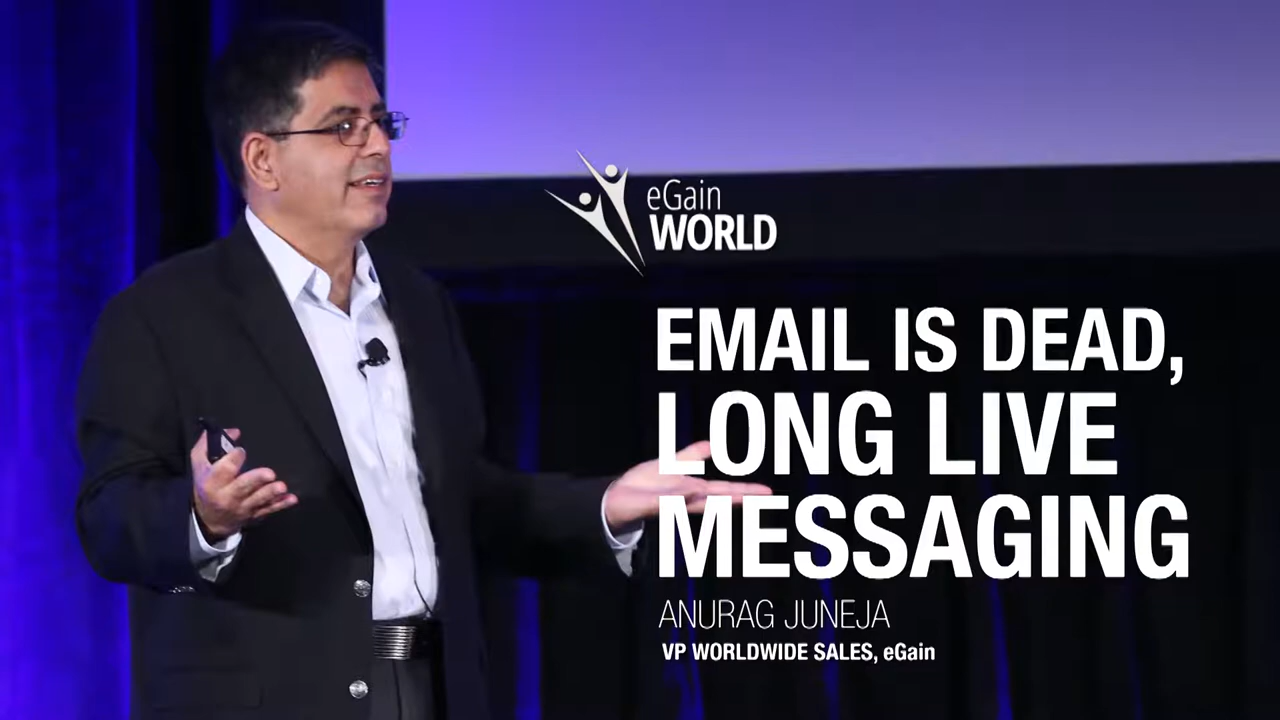 eGain
WORLD
EMAIL IS DEAD,
LONG LIVE
MESSAGING
ANURAG JUNEJA
VP WORLDWIDE SALES, eGain